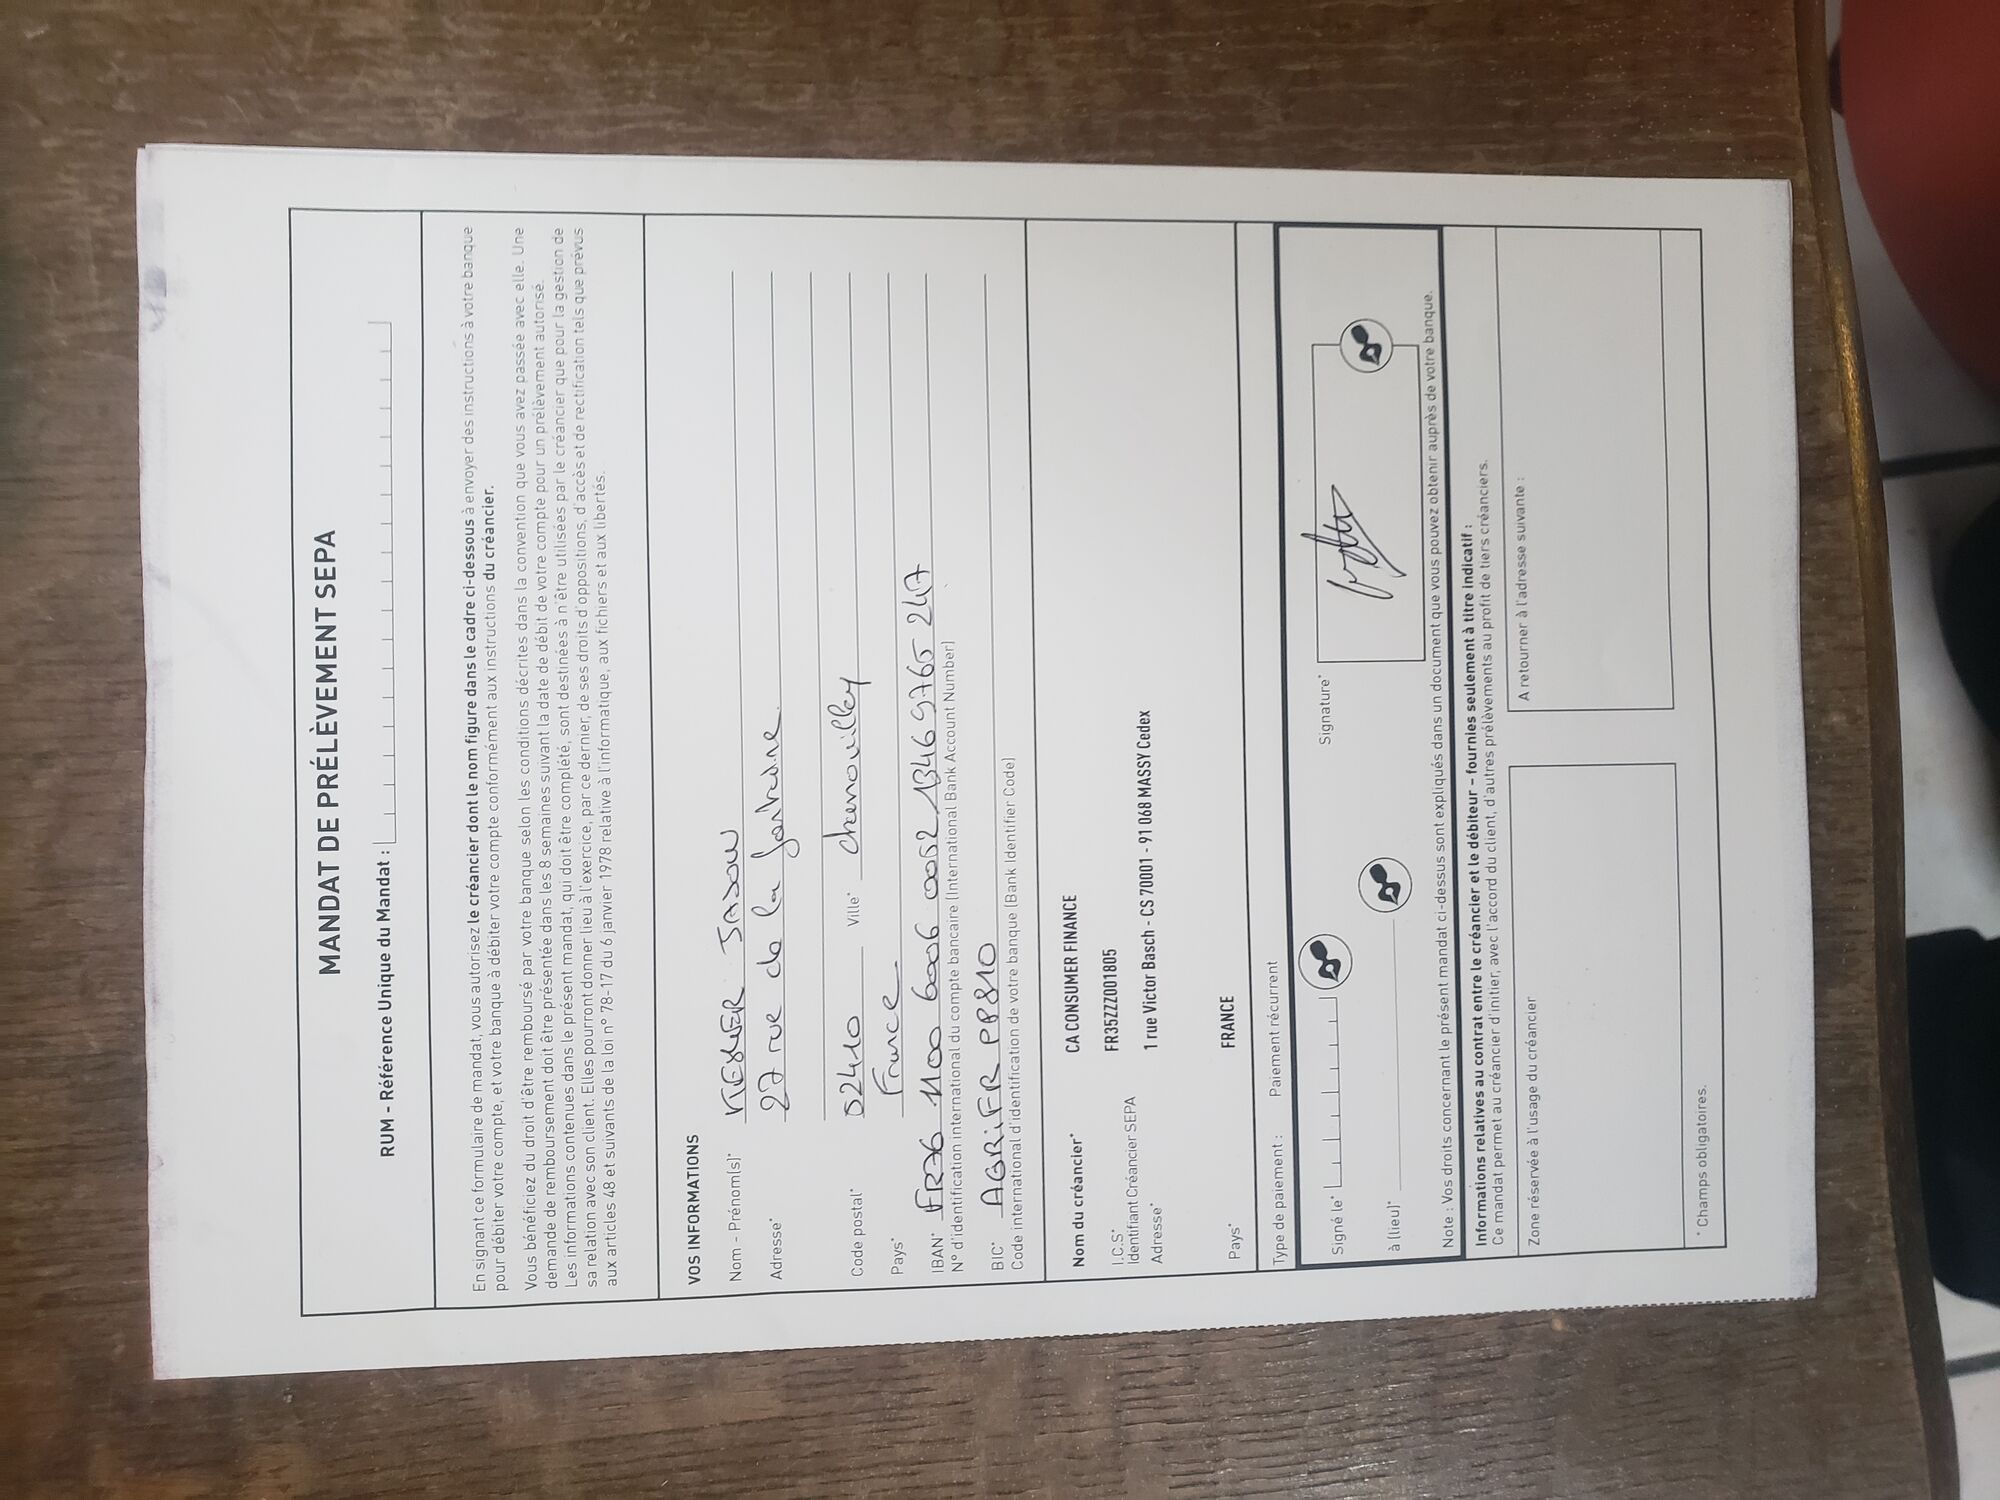 MANDAT DE PRÉLÈVEMENT SEPA
RUM - Référence Unique du Mandat :
En signant ce formulaire de mandat, vous autorisez le créancier dont le nom figure dans le cadre ci-dessous à envoyer des instructions à votre banque
pour débiter votre compte, et votre banque à débiter votre compte conformément aux instructions du créancier.
Vous bénéficiez du droit d'être remboursé par votre banque selon les conditions décrites dans la convention que vous avez passée avec elle. Une
demande de remboursement doit être présentée dans les 8 semaines suivant la date de débit de votre compte pour un prélèvement autorisé.
Les informations contenues dans le présent mandat, qui doit être complété, sont destinées à n'être utilisées par le créancier que pour la gestion de
sa relation avec son client. Elles pourront donner lieu à l'exercice, par ce dernier, de ses droits d'oppositions, d'accès et de rectification tels que prévus
aux articles 48 et suivants de la loi n° 78-17 du 6 janvier 1978 relative à l'informatique, aux fichiers et aux libertés.
VOS INFORMATIONS
Nom - Prénom(s)*
Adresse* 27 rue de la fontaine
Code postal* 02410 Ville*
Pays* France
IBAN* FR76 1100 6006 0052 1346 9765 247
N° d'identification international du compte bancaire (International Bank Account Number)
BIC* AGRiFR PP810
Code international d'identification de votre banque (Bank Identifier Code)
Nom du créancier* CA CONSUMER FINANCE
I.C.S* FR35ZZZ001805
Identifiant Créancier SEPA
Adresse* 1 rue Victor Basch - CS 70001 - 91 068 MASSY Cedex
Pays* FRANCE
Type de paiement : Paiement récurrent
Signé le* Signature*
à (lieu)*
Note : Vos droits concernant le présent mandat ci-dessus sont expliqués dans un document que vous pouvez obtenir auprès de votre banque.
Informations relatives au contrat entre le créancier et le débiteur – fournies seulement à titre indicatif :
Ce mandat permet au créancier d'initier, avec l'accord du client, d'autres prélèvements au profit de tiers créanciers.
Zone réservée à l'usage du créancier
A retourner à l'adresse suivante :
* Champs obligatoires.